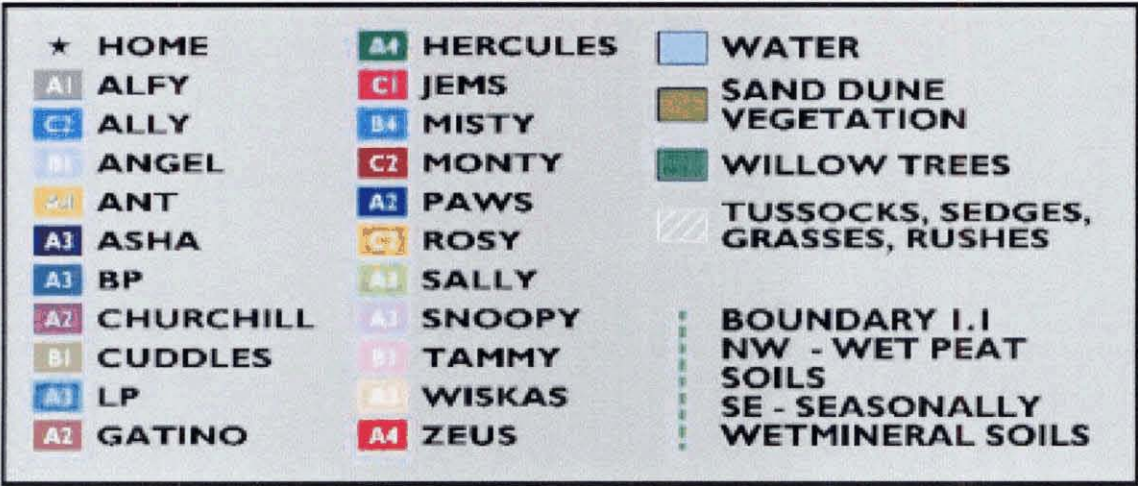 ★ HOME
A1 ALFY
C2 ALLY
B1 ANGEL
ANT
A3 ASHA
A3 BP
A2 CHURCHILL
B1 CUDDLES
A3 LP
A2 GATINO
A4 HERCULES
C1 JEMS
B4 MISTY
C2 MONTY
A2 PAWS
ROSY
A3 SALLY
A3 SNOOPY
B3 TAMMY
WISKAS
A4 ZEUS
WATER
SAND DUNE
VEGETATION
WILLOW TREES
TUSSOCKS, SEDGES,
GRASSES, RUSHES
BOUNDARY 1.1
NW - WET PEAT
SOILS
SE - SEASONALLY
WETMINERAL SOILS